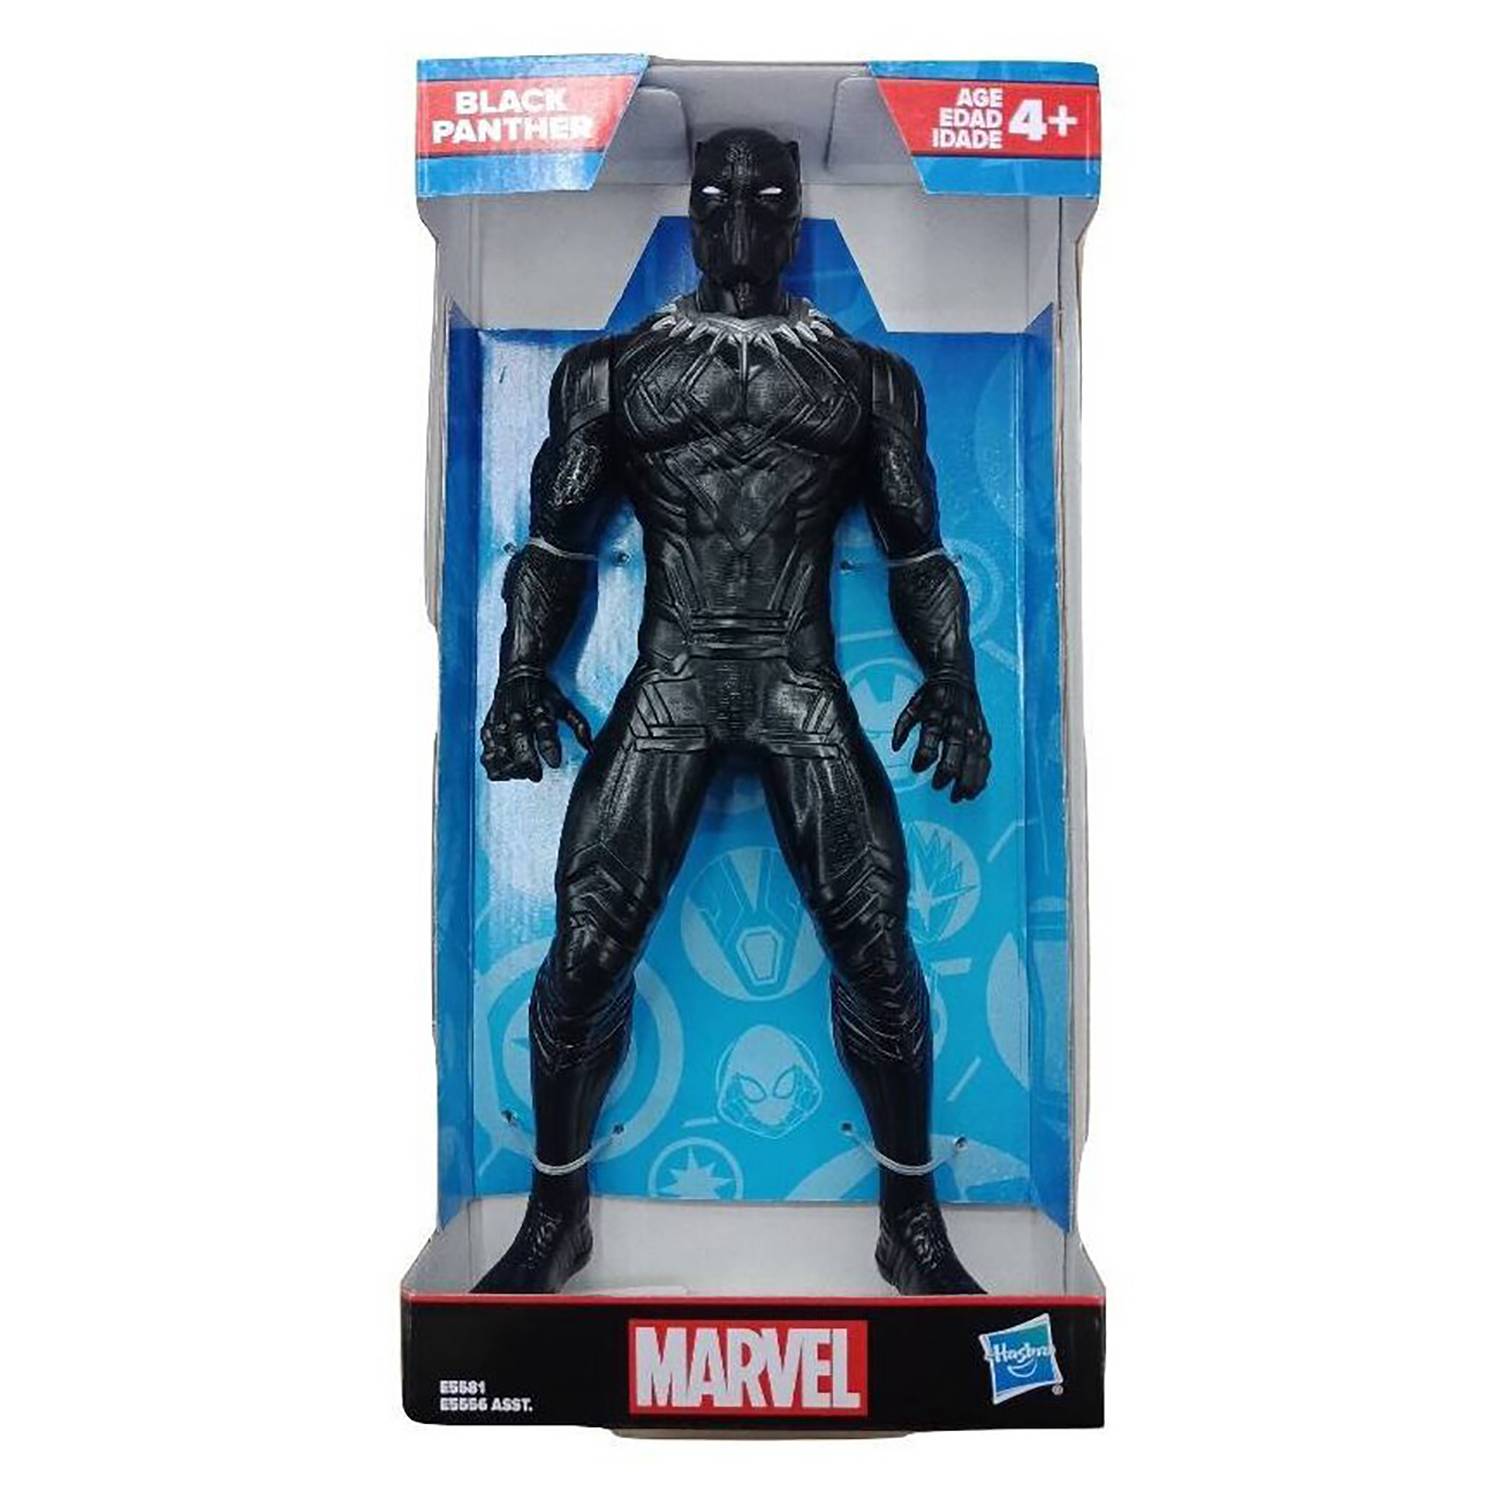 BLACK
PANTHER
AGE
EDAD
IDADE
4+
MARVEL
Hasbro
®
E5581
E5556 ASST.